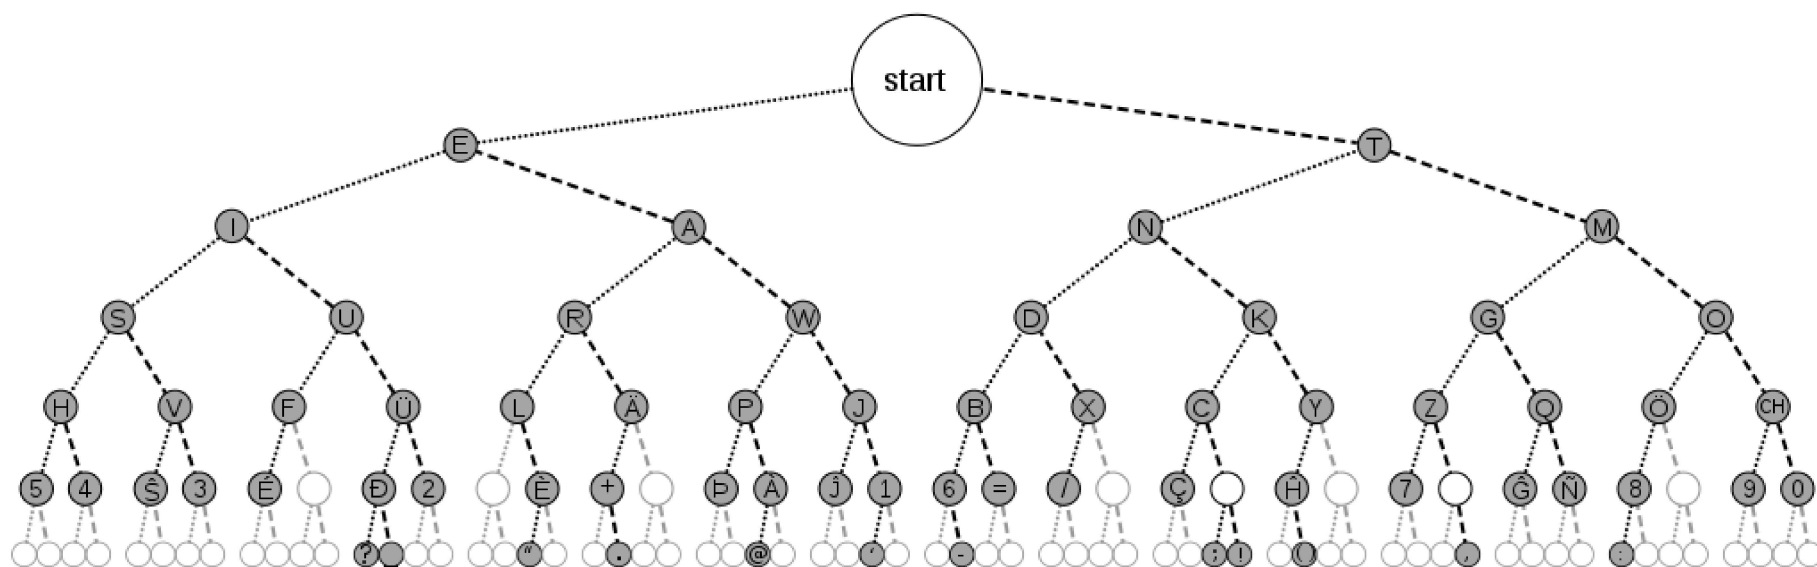 start
E T
I A N M
S U R W D K G O
H V F Ü L Ä P J B X C Y Z Q Ö CH
5 4 Ŝ 3 É Đ 2 È + Þ À Ĵ 1 6 = / Ç Ĥ 7 Ĝ Ñ 8 9 0
? “ . @ ‘ - ; ! () , :